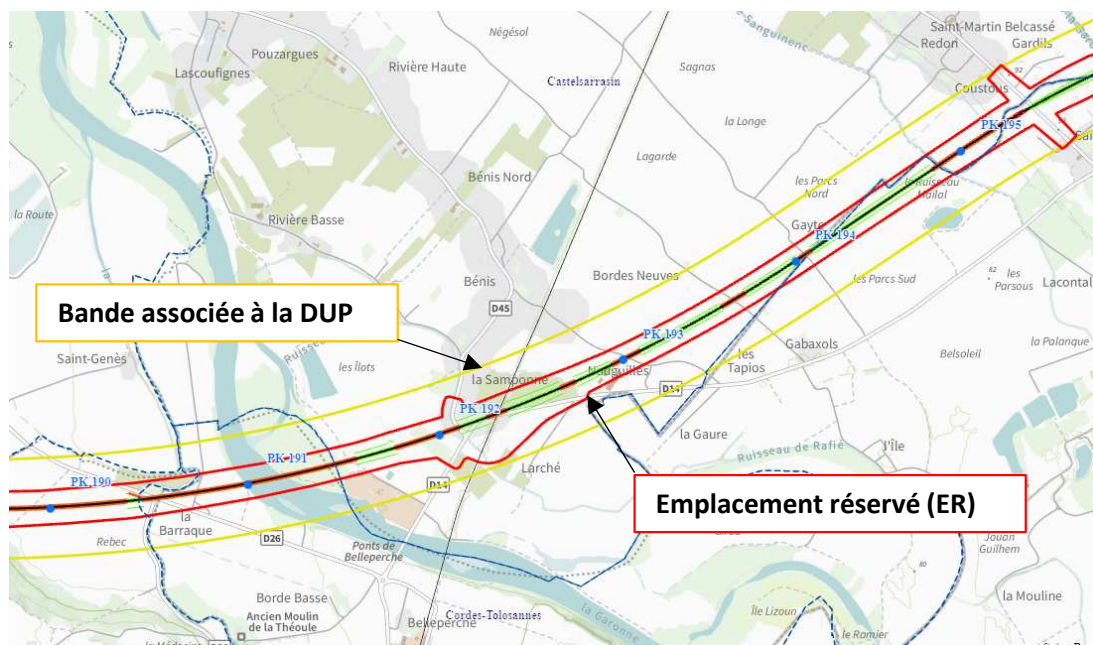 Saint-Martin Belcassé
Redon
Gardils
Négésol
Pouzargues
Rivière Haute
Lascoufignes
Castelsarrasin
Sagnas
92
Coustous
la Longe
PK 195
Lagarde
Bénis Nord
les Parcs
Nord
la Route
Rivière Basse
Gayte
PK 194
Bordes Neuves
82
les
Parsous
Lacontal
les Parcs Sud
Bénis
D45
Bande associée à la DUP
PK 193
Gabaxols
Belsoleil
la Palanque
Saint-Genès
les Îlots
la Samponne
les
Tapios
D14
PK 192
la Gaure
Ruisseau de Rafié
l'Île
PK 191
Larché
PK 190
D14
Emplacement réservé (ER)
la
Barraque
Rebec
D26
Ponts de
Belleperche
Jouan
Guilhem
80
Borde Basse
la Mouline
Ancien Moulin
de la Théoule
Belleperche
Cordes-Tolosannes
la Garonne
Île Lizoun
le Ramier